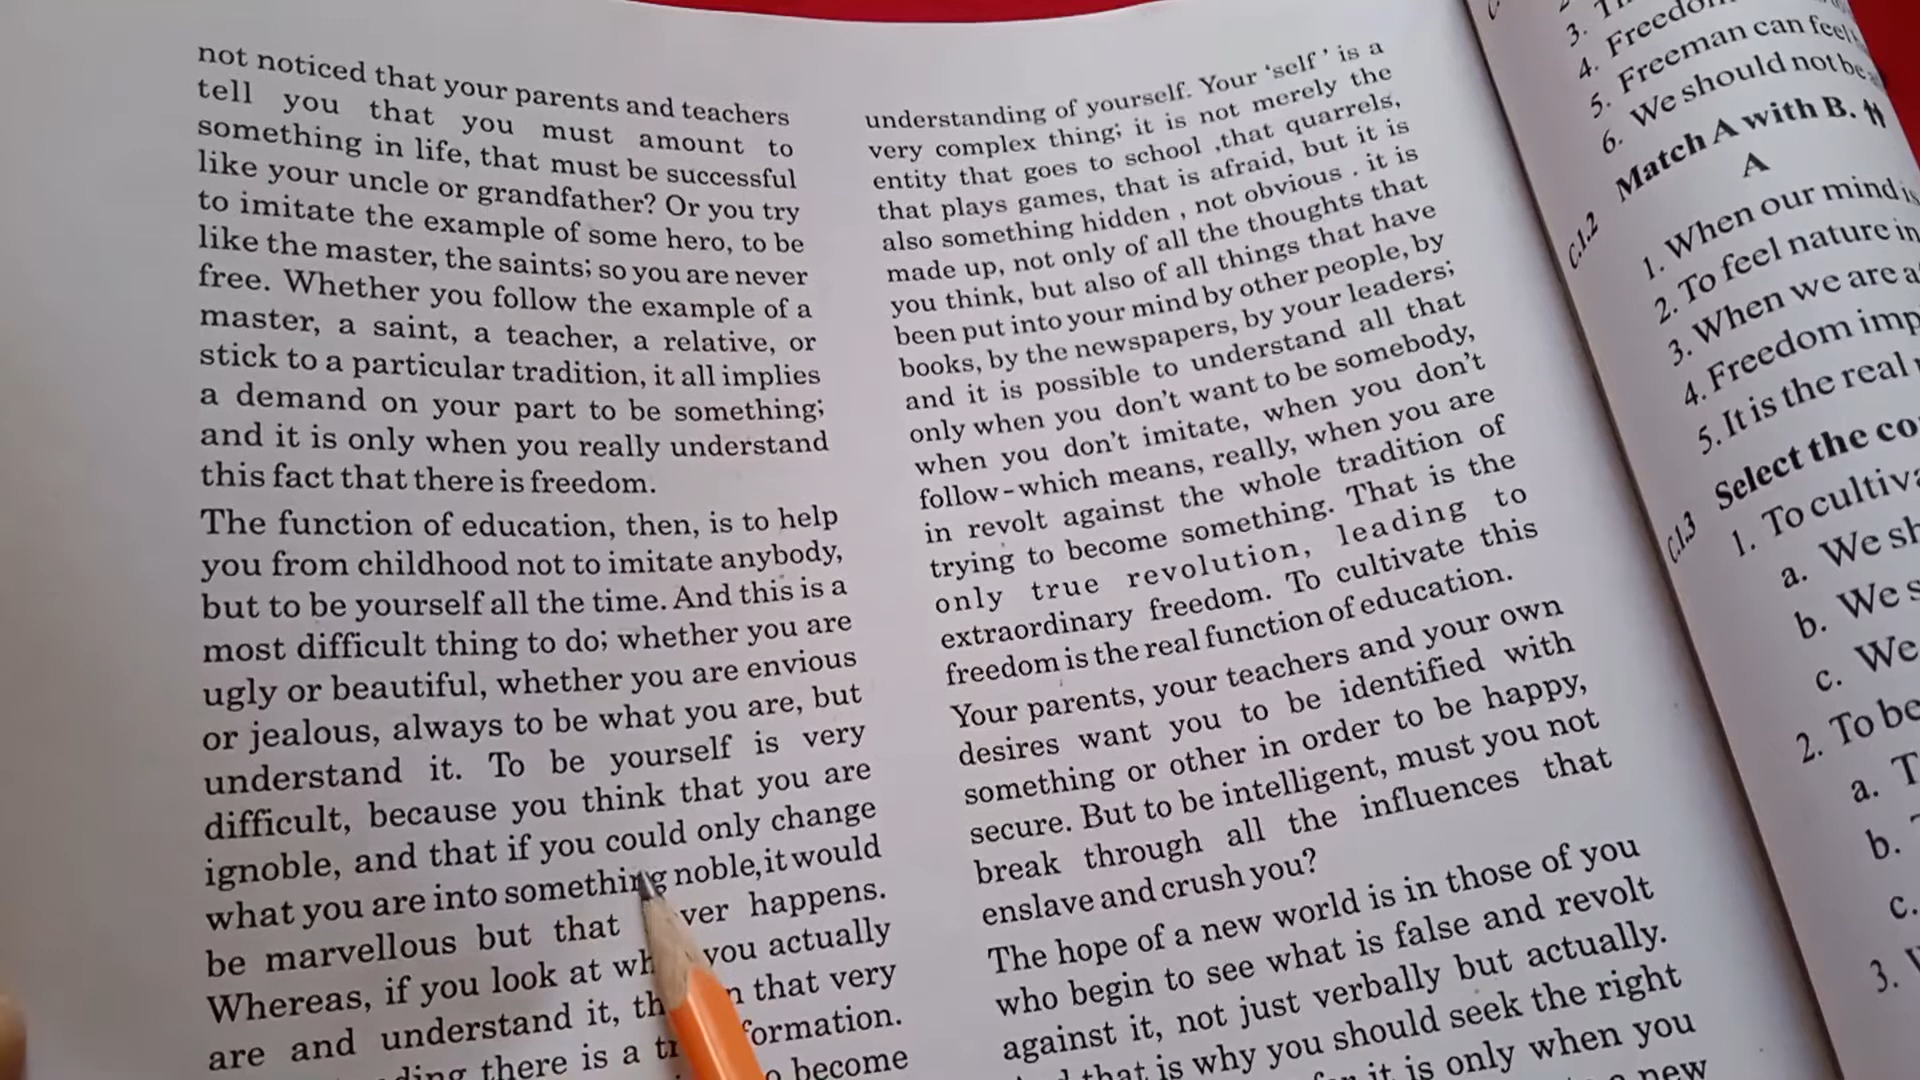 not noticed that your parents and teachers
tell you that you must amount to
something in life, that must be successful
like your uncle or grandfather? Or you try
to imitate the example of some hero, to be
like the master, the saints; so you are never
free. Whether you follow the example of a
master, a saint, a teacher, a relative, or
stick to a particular tradition, it all implies
a demand on your part to be something;
and it is only when you really understand
this fact that there is freedom.
The function of education, then, is to help
you from childhood not to imitate anybody,
but to be yourself all the time. And this is a
most difficult thing to do; whether you are
ugly or beautiful, whether you are envious
or jealous, always to be what you are, but
understand it. To be yourself is very
difficult, because you think that you are
ignoble, and that if you could only change
what you are into something noble, it would
be marvellous but that happens.
Whereas, if you look at you actually
are and understand it, that very
there is a
become
understanding of yourself. Your ‘self’ is a
very complex thing; it is not merely the
entity that goes to school ,that quarrels,
that plays games, that is afraid, but it is
also something hidden , not obvious . it is
made up, not only of all the thoughts that
you think, but also of all things that have
been put into your mind by other people, by
books, by the newspapers, by your leaders;
and it is possible to understand all that
only when you don't want to be somebody,
when you don't imitate, when you don't
follow - which means, really, when you are
in revolt against the whole tradition of
trying to become something. That is the
only true revolution, leading to
extraordinary freedom. To cultivate this
freedom is the real function of education.
Your parents, your teachers and your own
desires want you to be identified with
something or other in order to be happy,
secure. But to be intelligent, must you not
break through all the influences that
enslave and crush you?
The hope of a new world is in those of you
who begin to see what is false and revolt
against it, not just verbally but actually.
that is why you should seek the right
it is only when you
new
3.
4. Freedom
5. Freeman can feel
6. We should not be
C.1.2 Match A with B.
A
1. When our mind is
2. To feel nature in
3. When we are
4. Freedom
5. It is the real
C.1.3 Select the
1. To
a. We
b. We
c. We
2. To be
a.
b.
c.
3.